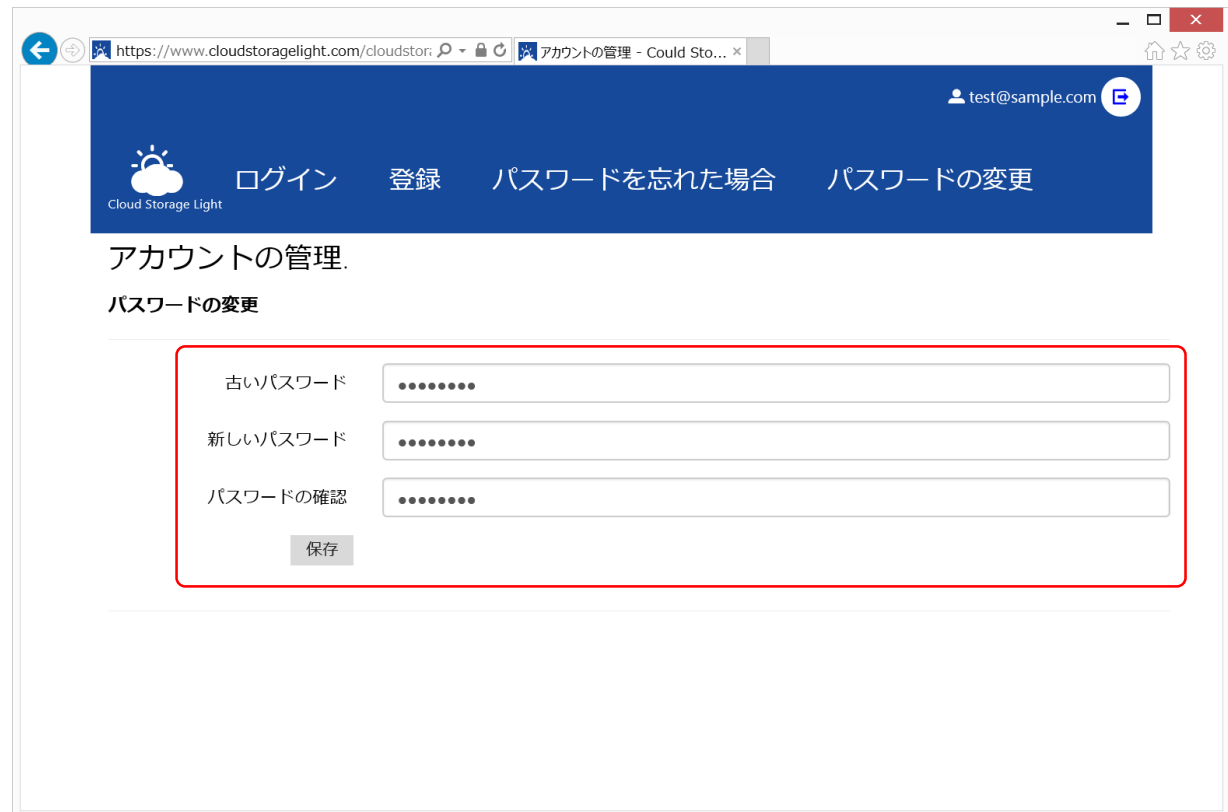 https://www.cloudstoragelight.com/cloudstor
アカウントの管理 - Could Sto...
test@sample.com
Cloud Storage Light
ログイン 登録 パスワードを忘れた場合 パスワードの変更
アカウントの管理.
パスワードの変更
古いパスワード ●●●●●●●●
新しいパスワード ●●●●●●●●
パスワードの確認 ●●●●●●●●
保存